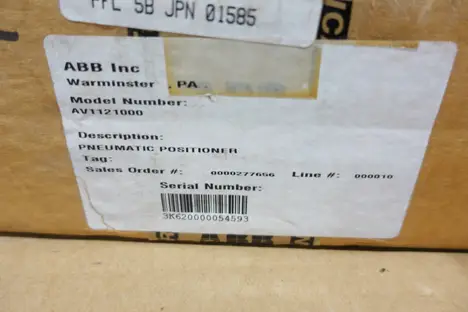 PPL SB JPN 01585
ABB Inc
Warminster , PA
Model Number:
AV1121000
Description:
PNEUMATIC POSITIONER
Tag:
Sales Order #: 0000277656 Line #: 000010
Serial Number:
3K620000054593